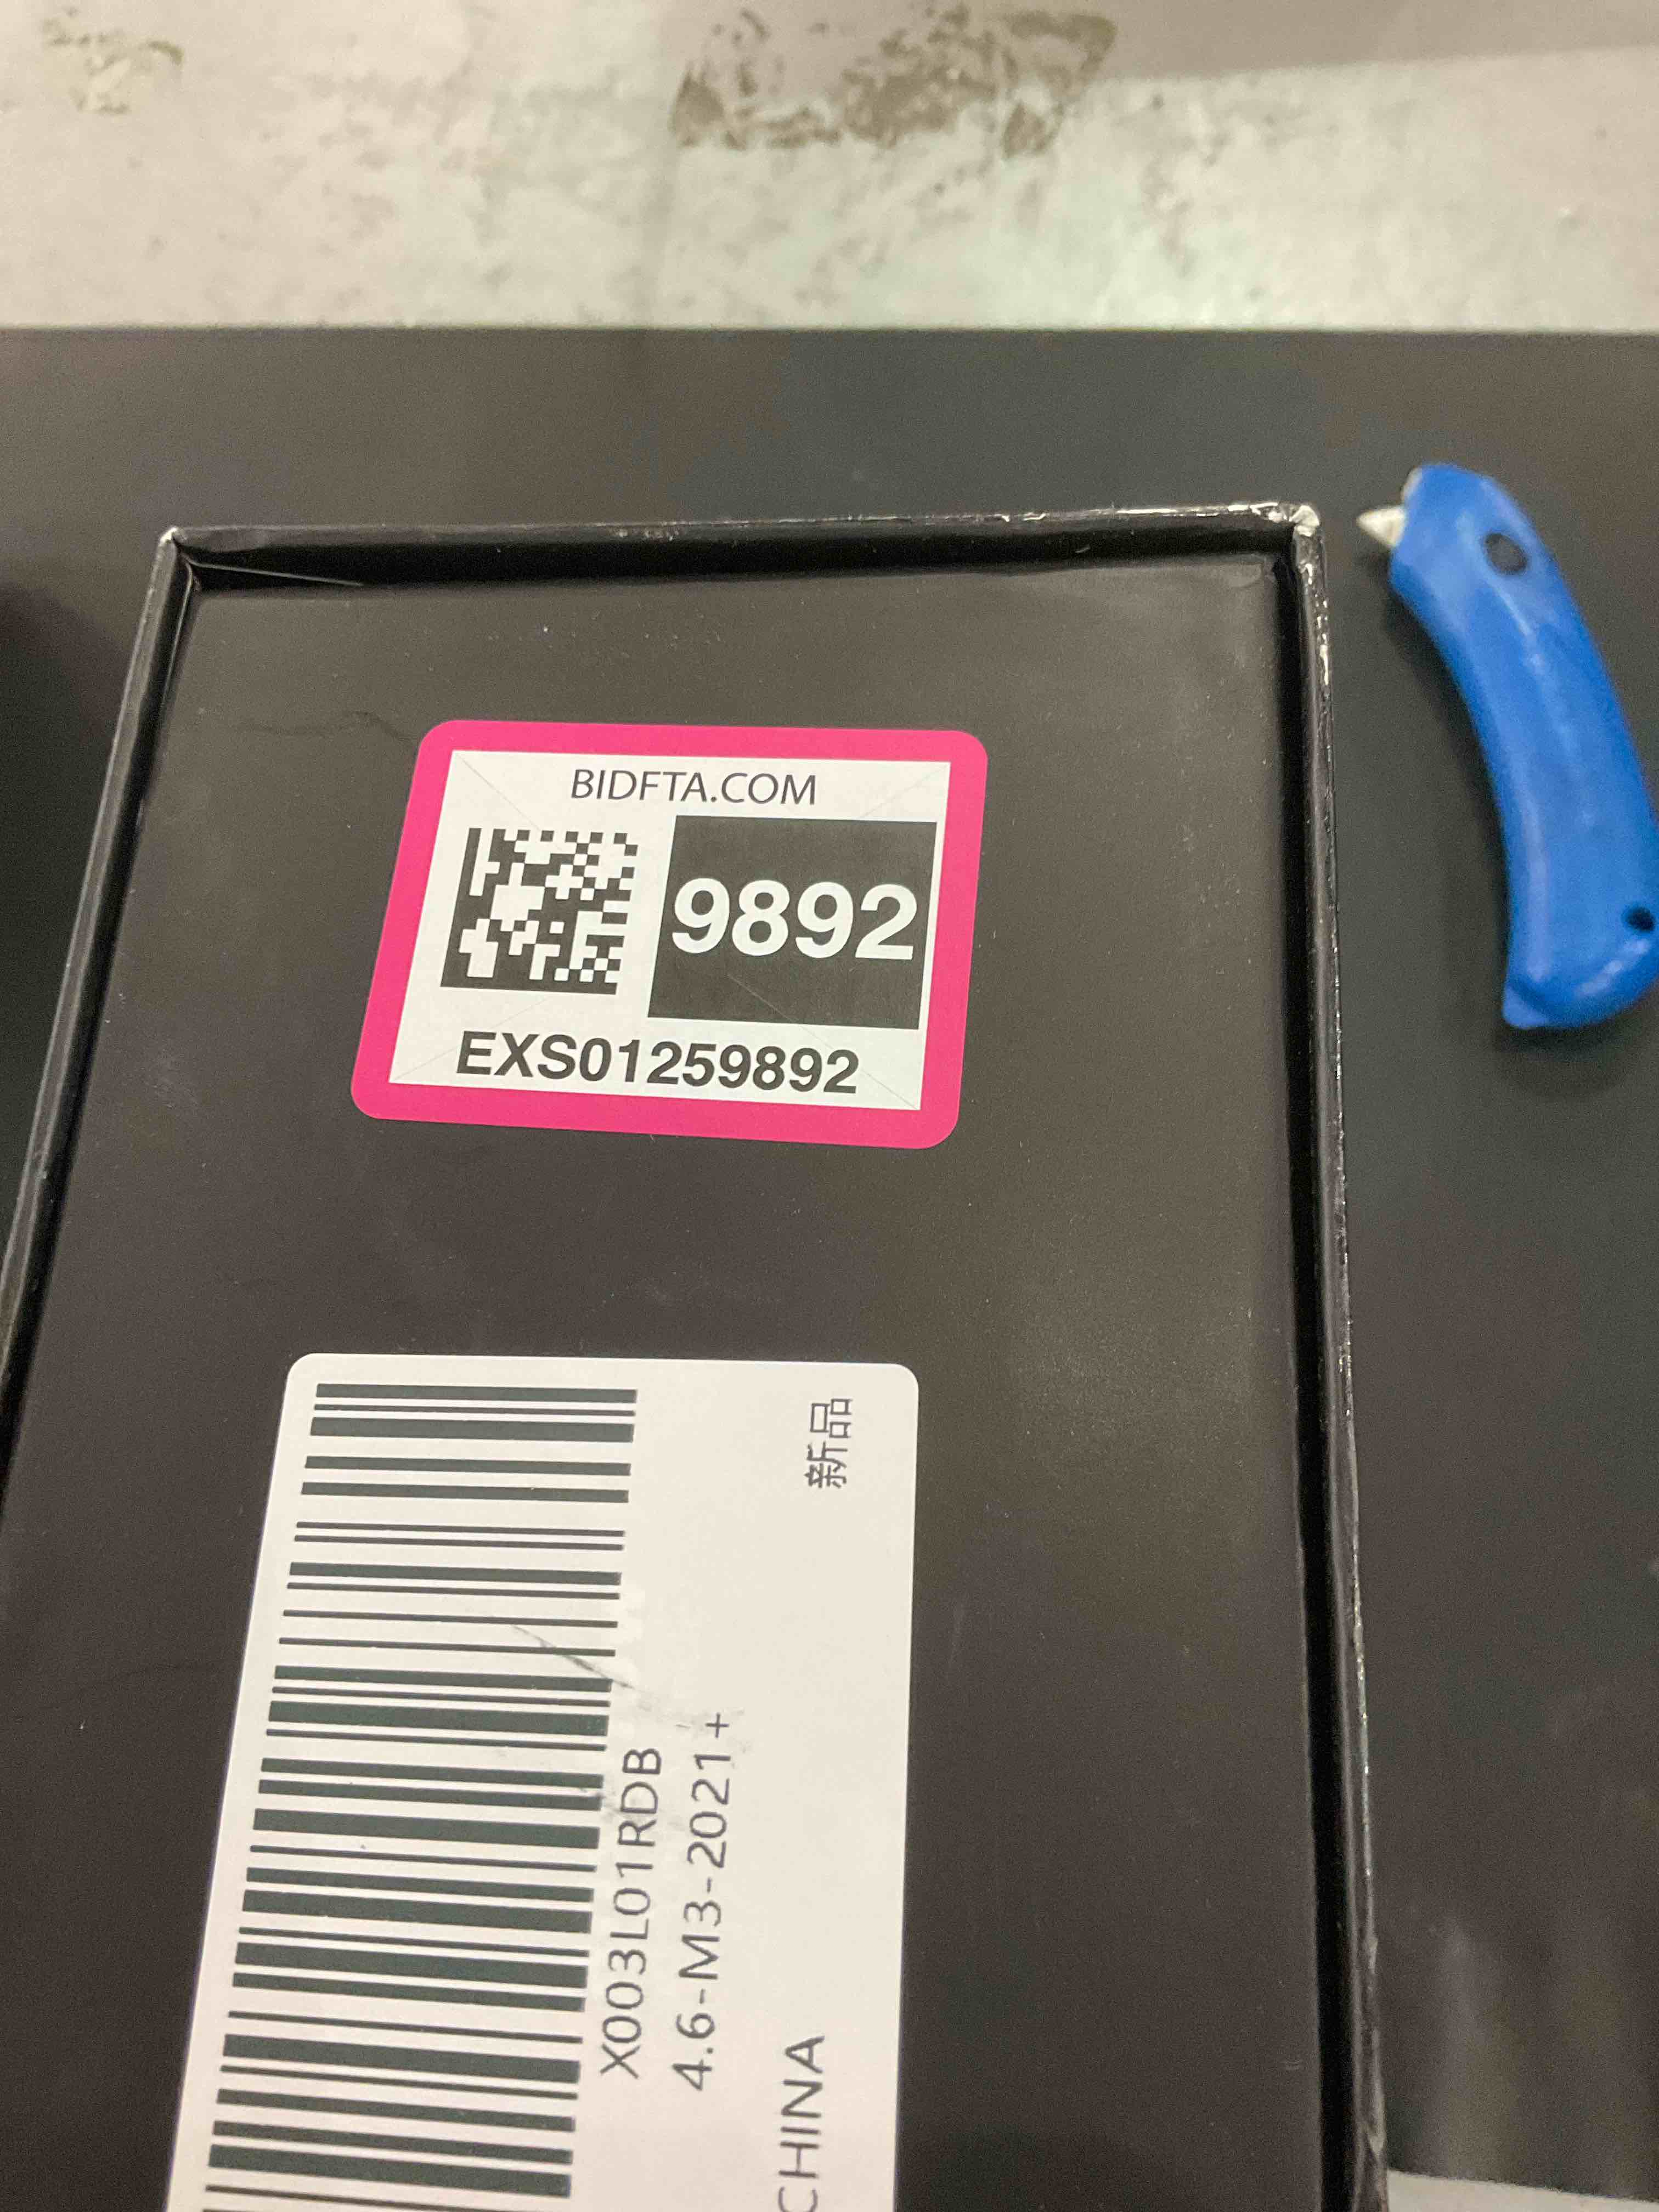 BIDFTA.COM
9892
EXS01259892
X003L01RDB
4.6-M3-2021+
新品
CHINA